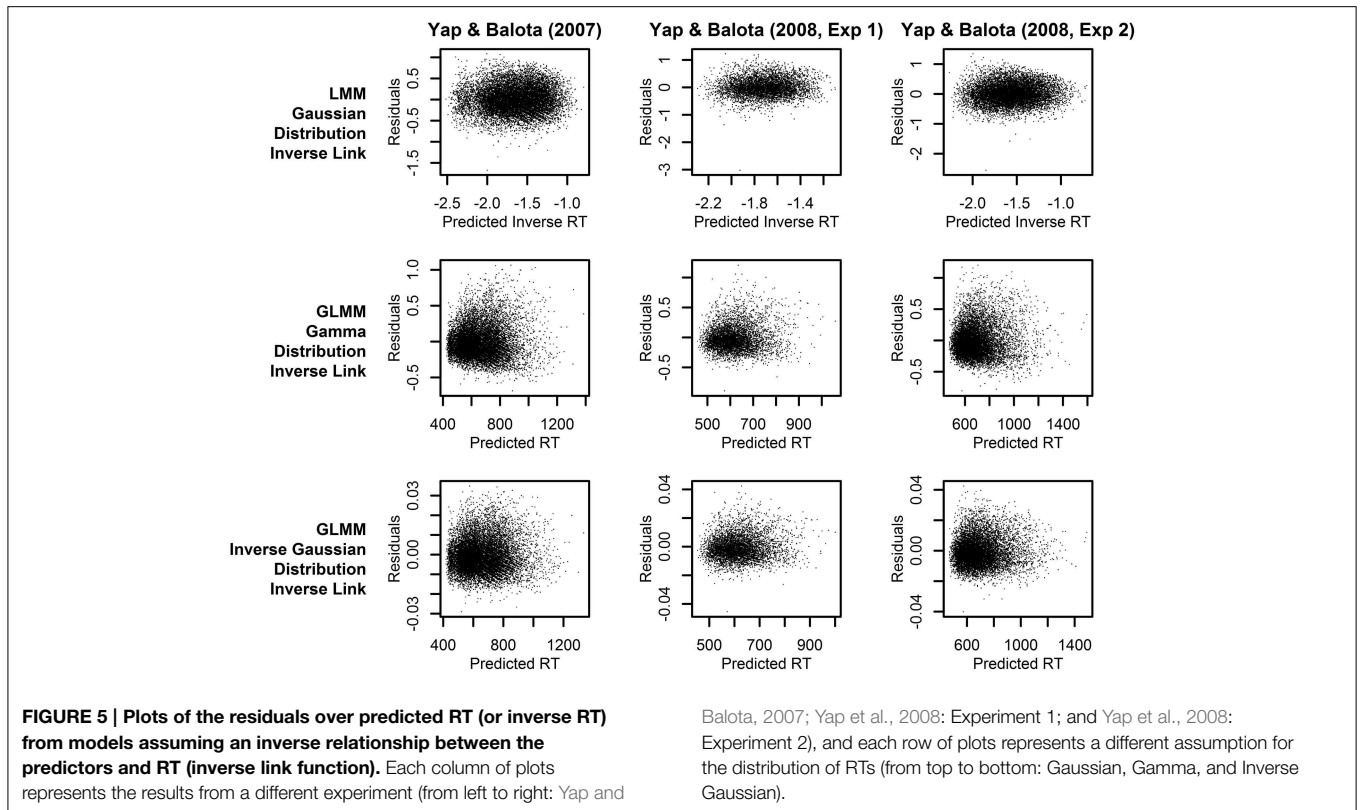 Yap & Balota (2007)
Yap & Balota (2008, Exp 1)
Yap & Balota (2008, Exp 2)
LMM
Gaussian
Distribution
Inverse Link
Residuals
0.5
-0.5
-1.5
-2.5 -2.0 -1.5 -1.0
Predicted Inverse RT
Residuals
1
0
-1
-2
-3
-2.2 -1.8 -1.4
Predicted Inverse RT
Residuals
1
0
-1
-2
-2.0 -1.5 -1.0
Predicted Inverse RT
GLMM
Gamma
Distribution
Inverse Link
Residuals
1.0
0.5
-0.5
400 800 1200
Predicted RT
Residuals
0.5
-0.5
500 700 900
Predicted RT
Residuals
0.5
-0.5
600 1000 1400
Predicted RT
GLMM
Inverse Gaussian
Distribution
Inverse Link
Residuals
0.03
0.00
-0.03
400 800 1200
Predicted RT
Residuals
0.04
0.00
-0.04
500 700 900
Predicted RT
Residuals
0.04
0.00
-0.04
600 1000 1400
Predicted RT
FIGURE 5 | Plots of the residuals over predicted RT (or inverse RT)
from models assuming an inverse relationship between the
predictors and RT (inverse link function). Each column of plots
represents the results from a different experiment (from left to right: Yap and
Balota, 2007; Yap et al., 2008: Experiment 1; and Yap et al., 2008:
Experiment 2), and each row of plots represents a different assumption for
the distribution of RTs (from top to bottom: Gaussian, Gamma, and Inverse
Gaussian).